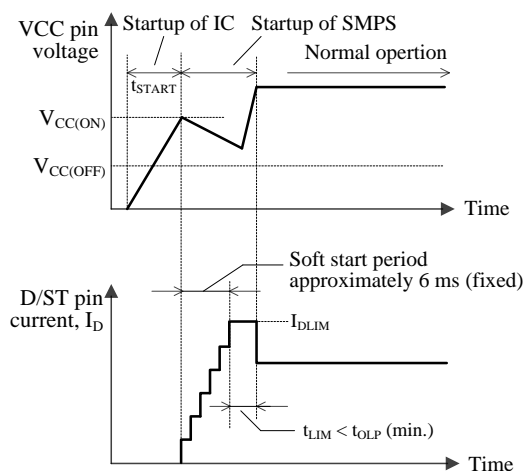 Startup of IC
Startup of SMPS
VCC pin
voltage
Normal opertion
tSTART
VCC(ON)
VCC(OFF)
Time
Soft start period
approximately 6 ms (fixed)
D/ST pin
current, ID
IDLIM
tLIM < tOLP (min.)
Time